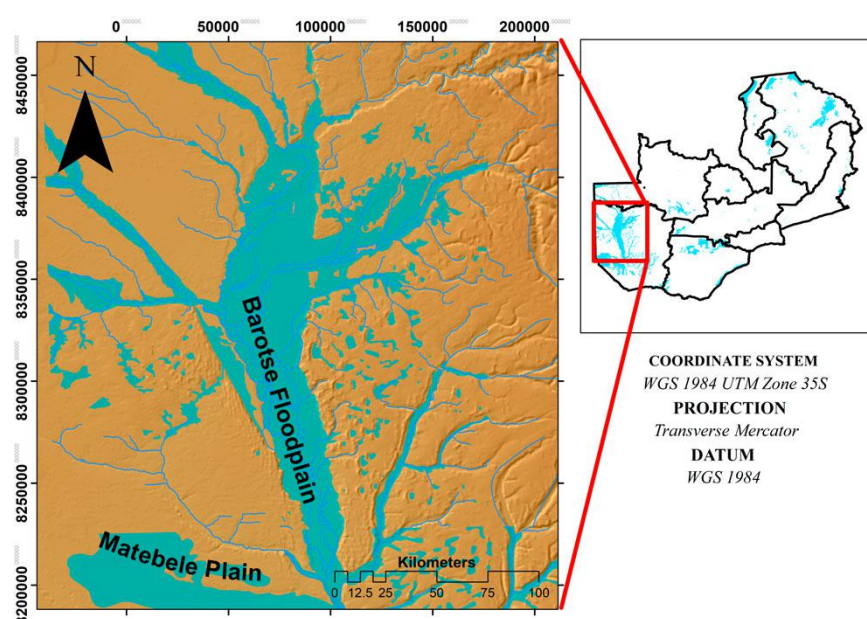 0 50000 100000 150000 200000
8450000
8400000
8350000
8300000
8250000
8200000
N
Barotse Floodplain
Matebele Plain
Kilometers
0 12.5 25 50 75 100
COORDINATE SYSTEM
WGS 1984 UTM Zone 35S
PROJECTION
Transverse Mercator
DATUM
WGS 1984